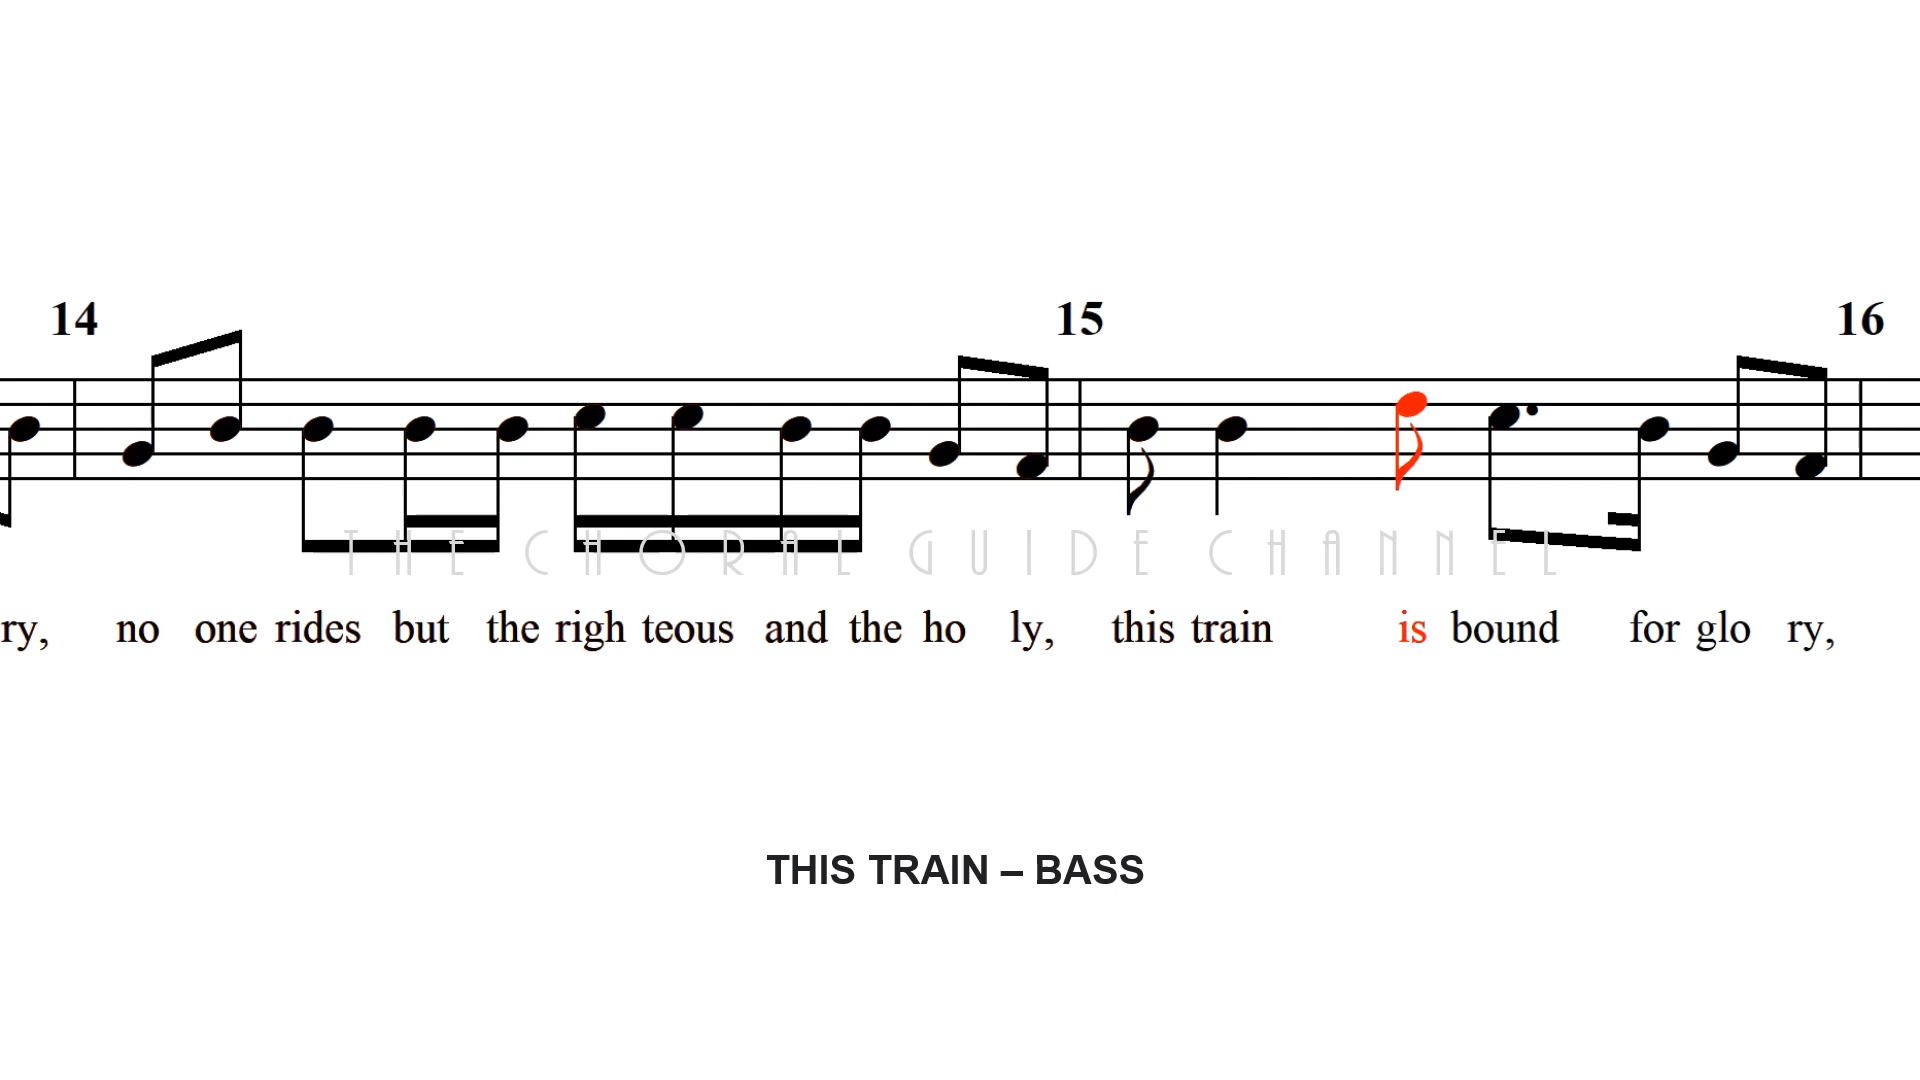 14 15 16
THE CHORAL GUIDE CHANNEL
ry, no one rides but the righ teous and the ho ly, this train is bound for glo ry,
THIS TRAIN – BASS